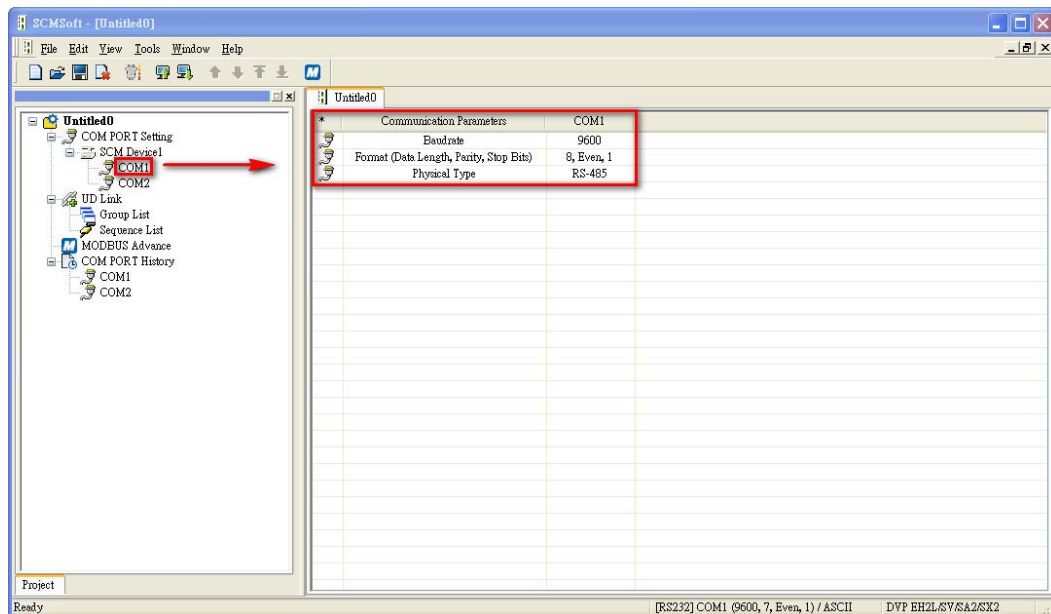 SCMSoft - [Untitled0]
File Edit View Tools Window Help
M
Untitled0
Untitled0
COM PORT Setting
SCM Device1
COM1
COM2
UD Link
Group List
Sequence List
M MODBUS Advance
COM PORT History
COM1
COM2
* Communication Parameters COM1
Baudrate 9600
Format (Data Length, Parity, Stop Bits) 8, Even, 1
Physical Type RS-485
Project
Ready [RS232] COM1 (9600, 7, Even, 1) / ASCII DVP EH2L/SV/SA2/SX2